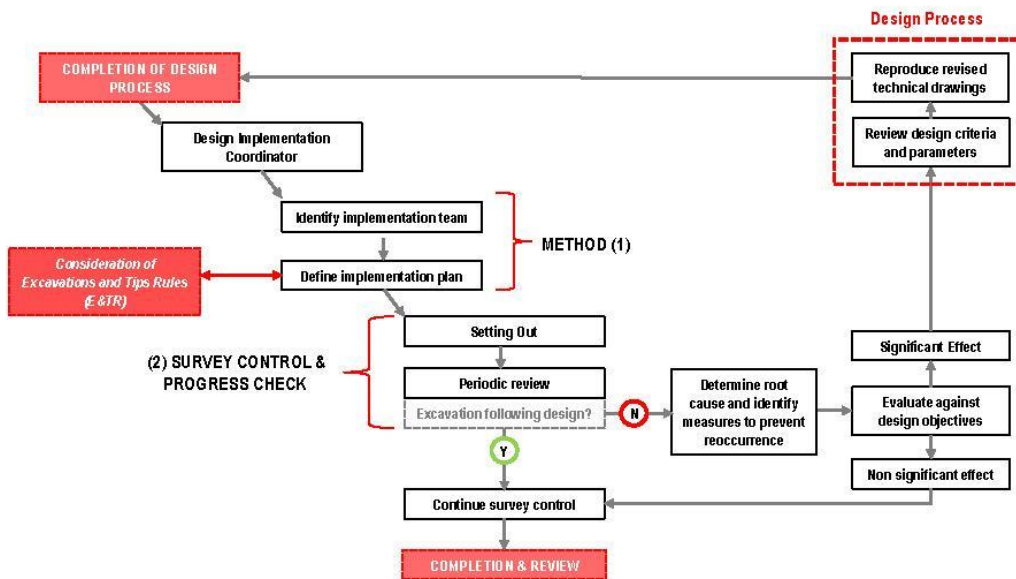 Design Process
COMPLETION OF DESIGN
PROCESS
Reproduce revised
technical drawings
Design Implementation
Coordinator
Review design criteria
and parameters
Identify implementation team
METHOD (1)
Consideration of
Excavations and Tips Rules
(E&TR)
Define implementation plan
Setting Out
(2) SURVEY CONTROL &
PROGRESS CHECK
Periodic review
Excavation following design?
N
Y
Determine root
cause and identify
measures to prevent
reoccurrence
Significant Effect
Evaluate against
design objectives
Non significant effect
Continue survey control
COMPLETION & REVIEW